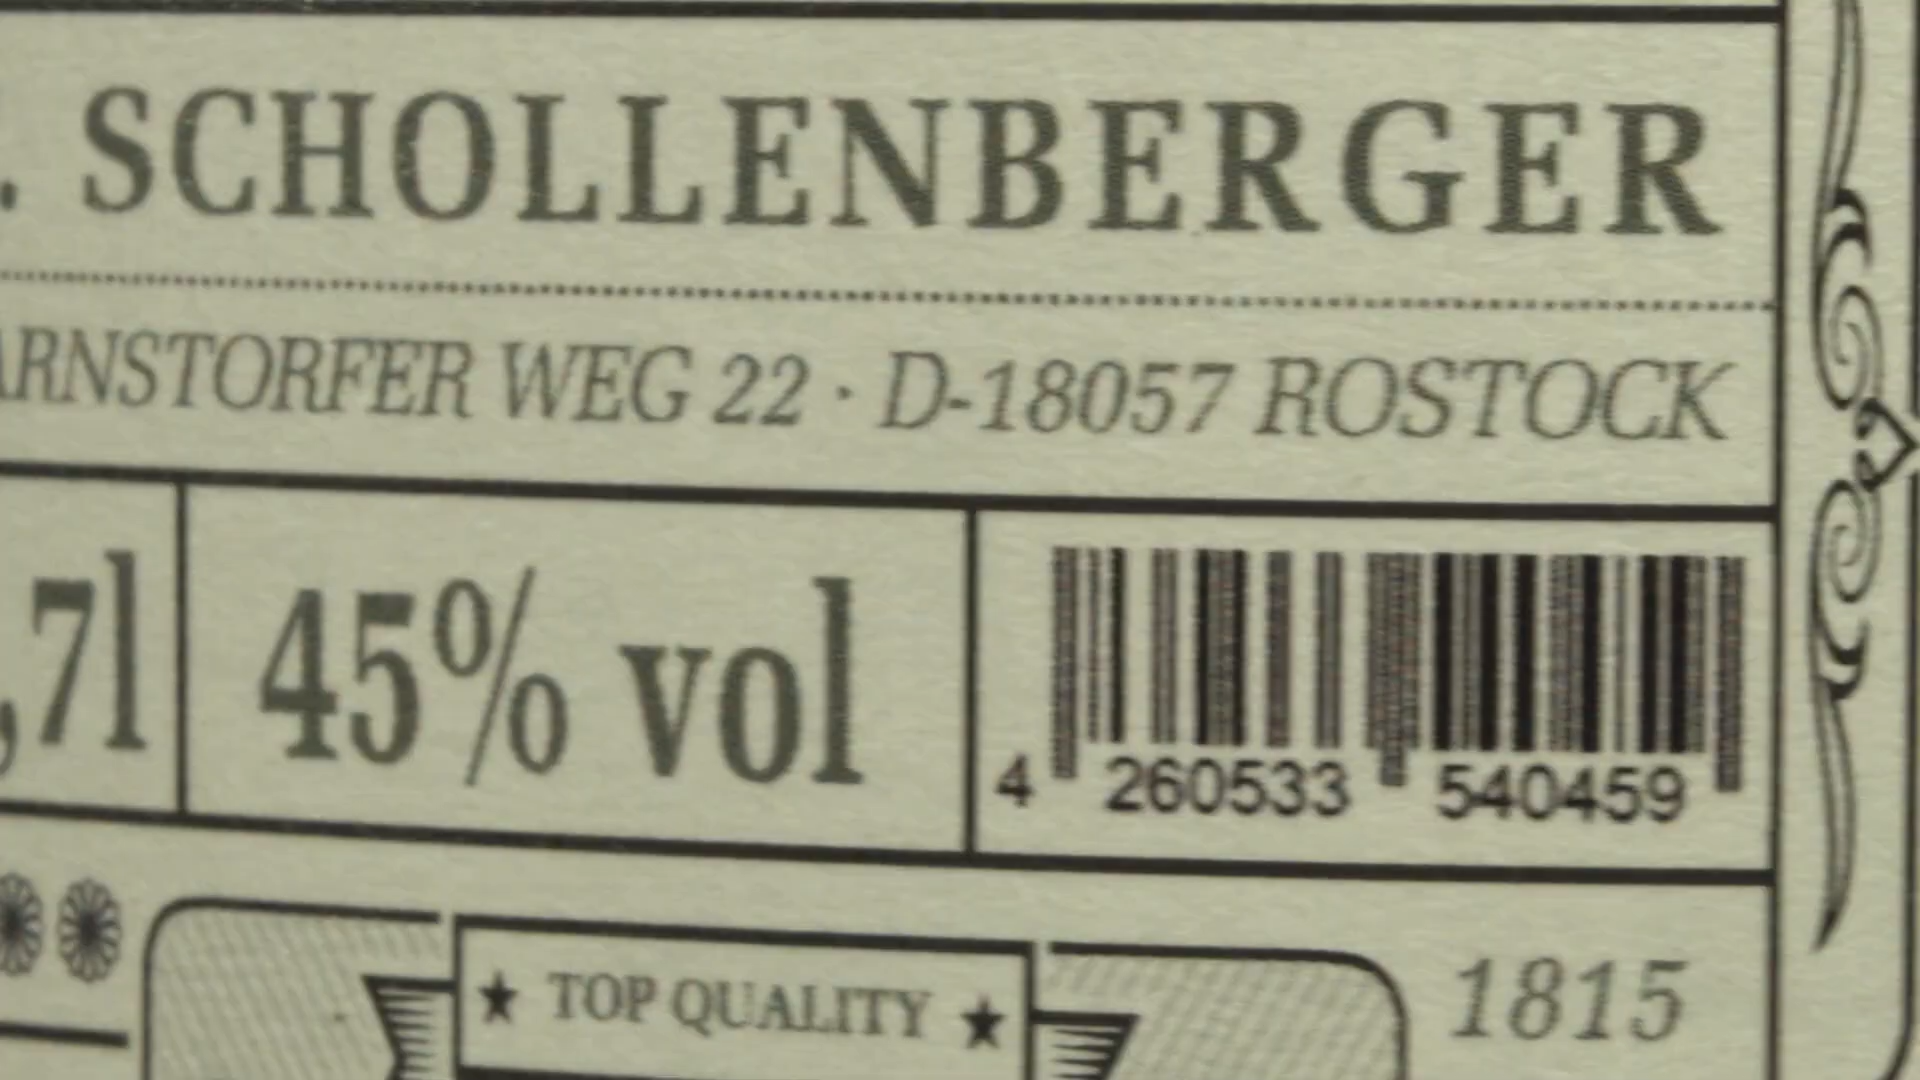 . SCHOLLENBERGER
ARNSTORFER WEG 22 · D-18057 ROSTOCK
,7l
45% vol
4 260533 540459
★ TOP QUALITY ★
1815